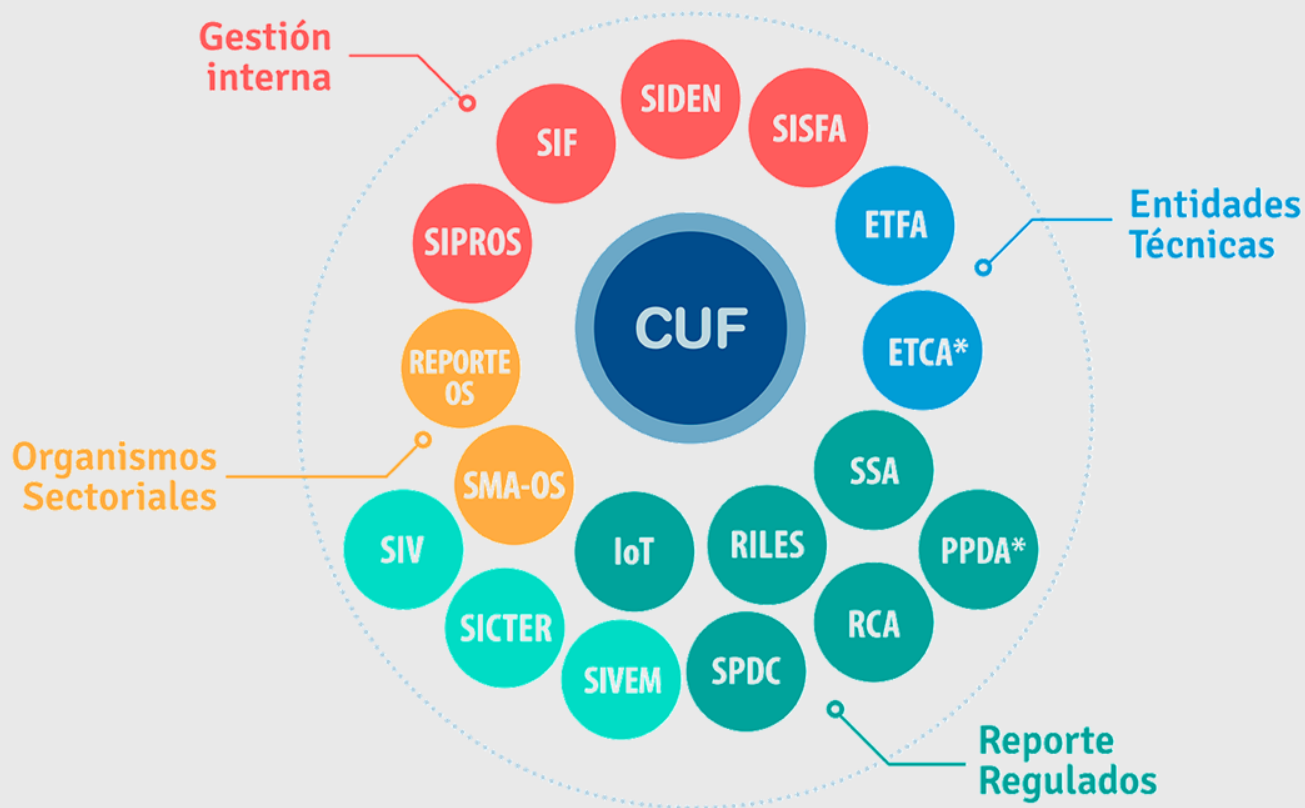 Gestión
interna
SIDEN
SISFA
SIF
SIPROS
ETFA
Entidades
Técnicas
CUF
ETCA*
REPORTE
OS
Organismos
Sectoriales
SMA-OS
SSA
SIV
IoT
RILES
PPDA*
SICTER
RCA
SIVEM
SPDC
Reporte
Regulados